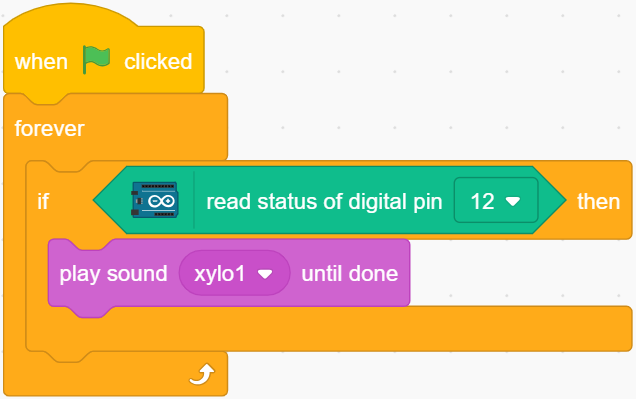 when clicked
forever
if read status of digital pin 12 then
play sound xylo1 until done